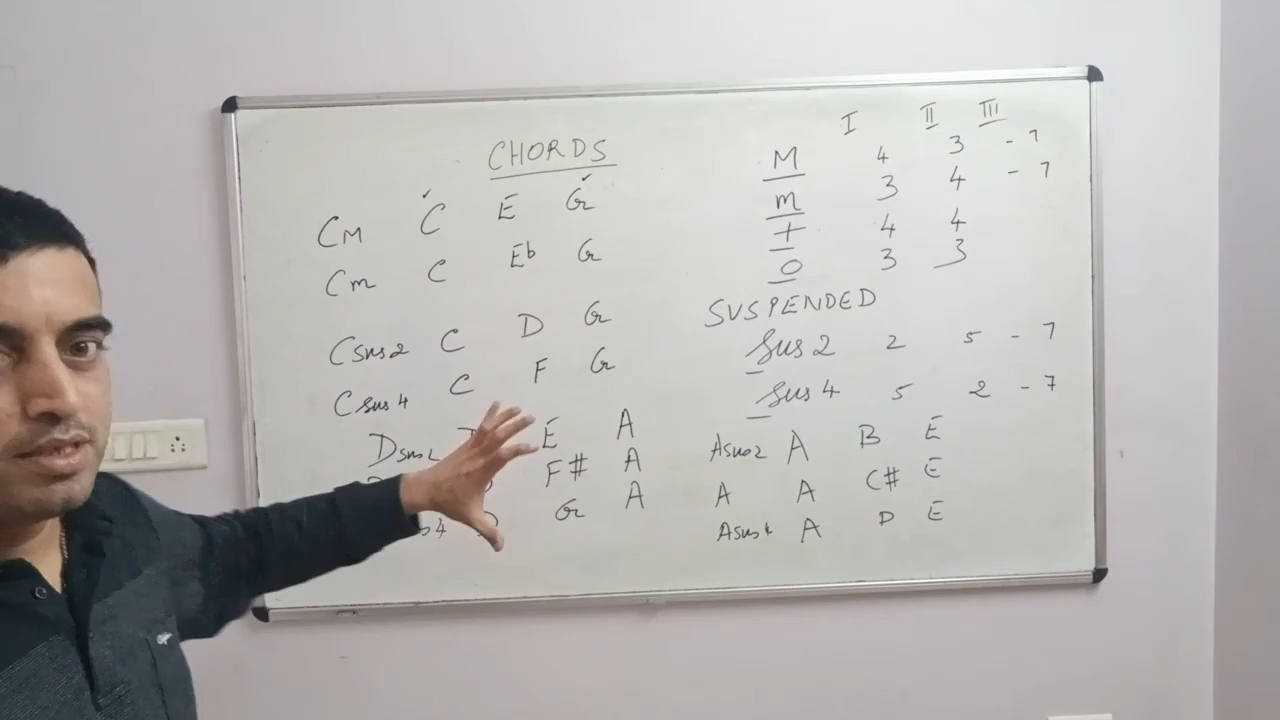 CHORDS
CM C E G
Cm C Eb G
Csus2 C D G
Csus4 C F G
Dsus2 E A
F# A
G A
I II III
M 4 3 - 7
m 3 4 - 7
+ 4 4
O 3 3
SUSPENDED
Sus2 2 5 - 7
Sus4 5 2 - 7
Asus2 A B E
A A C# E
Asus4 A D E